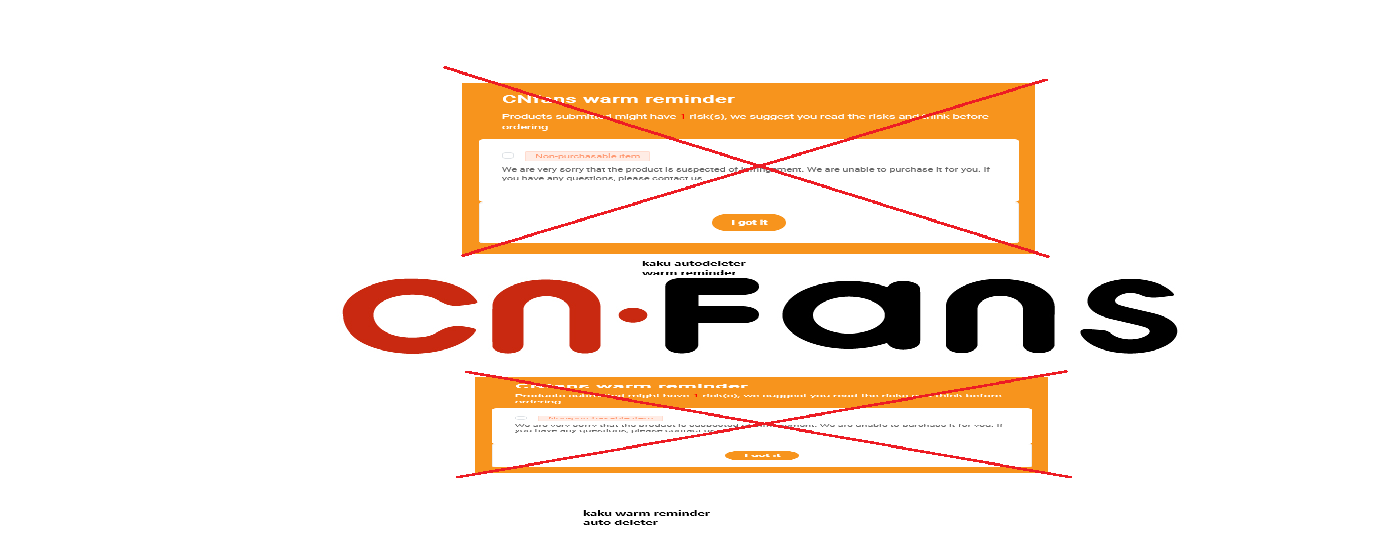 CNfans warm reminder
Products submitted might have 1 risk(s), we suggest you read the risks and think before
ordering
Non-purchasable item
We are very sorry that the product is suspected of infringement. We are unable to purchase it for you. If
you have any questions, please contact us.
I got it
kaku autodeleter
warm reminder
cn·Fans
CNfans warm reminder
Products submitted might have 1 risk(s), we suggest you read the risks and think before
ordering
Non-purchasable item
We are very sorry that the product is suspected of infringement. We are unable to purchase it for you. If
you have any questions, please contact us.
I got it
kaku warm reminder
auto deleter